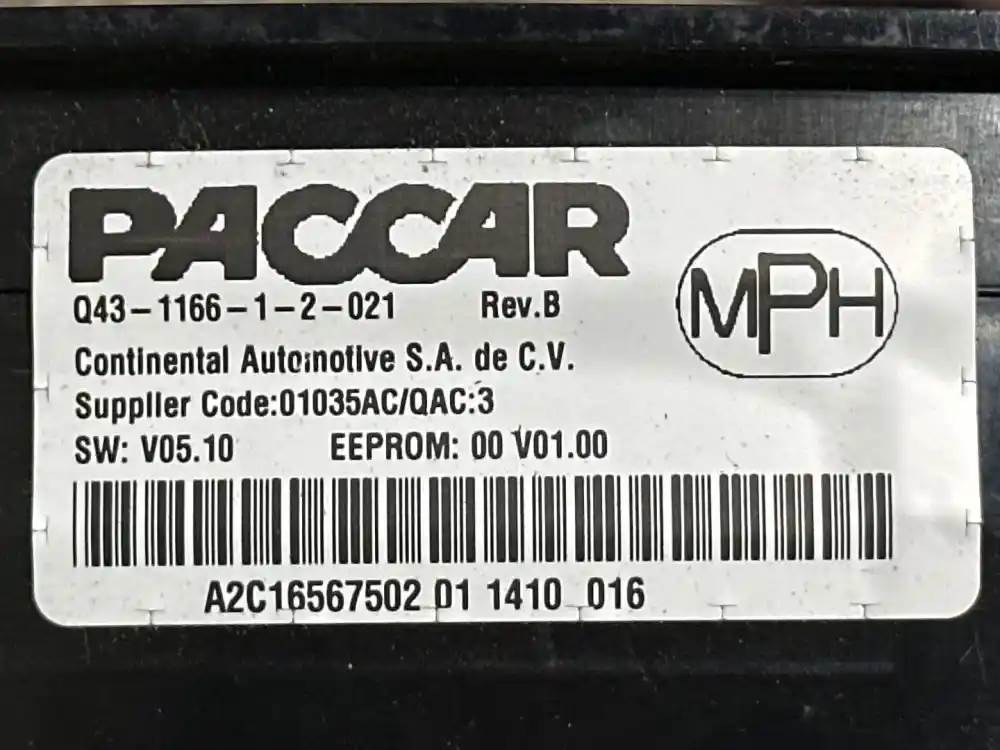 PACCAR
Q43-1166-1-2-021 Rev.B
MPH
Continental Automotive S.A. de C.V.
Supplier Code:01035AC/QAC:3
SW: V05.10 EEPROM: 00 V01.00
A2C16567502 01 1410 016